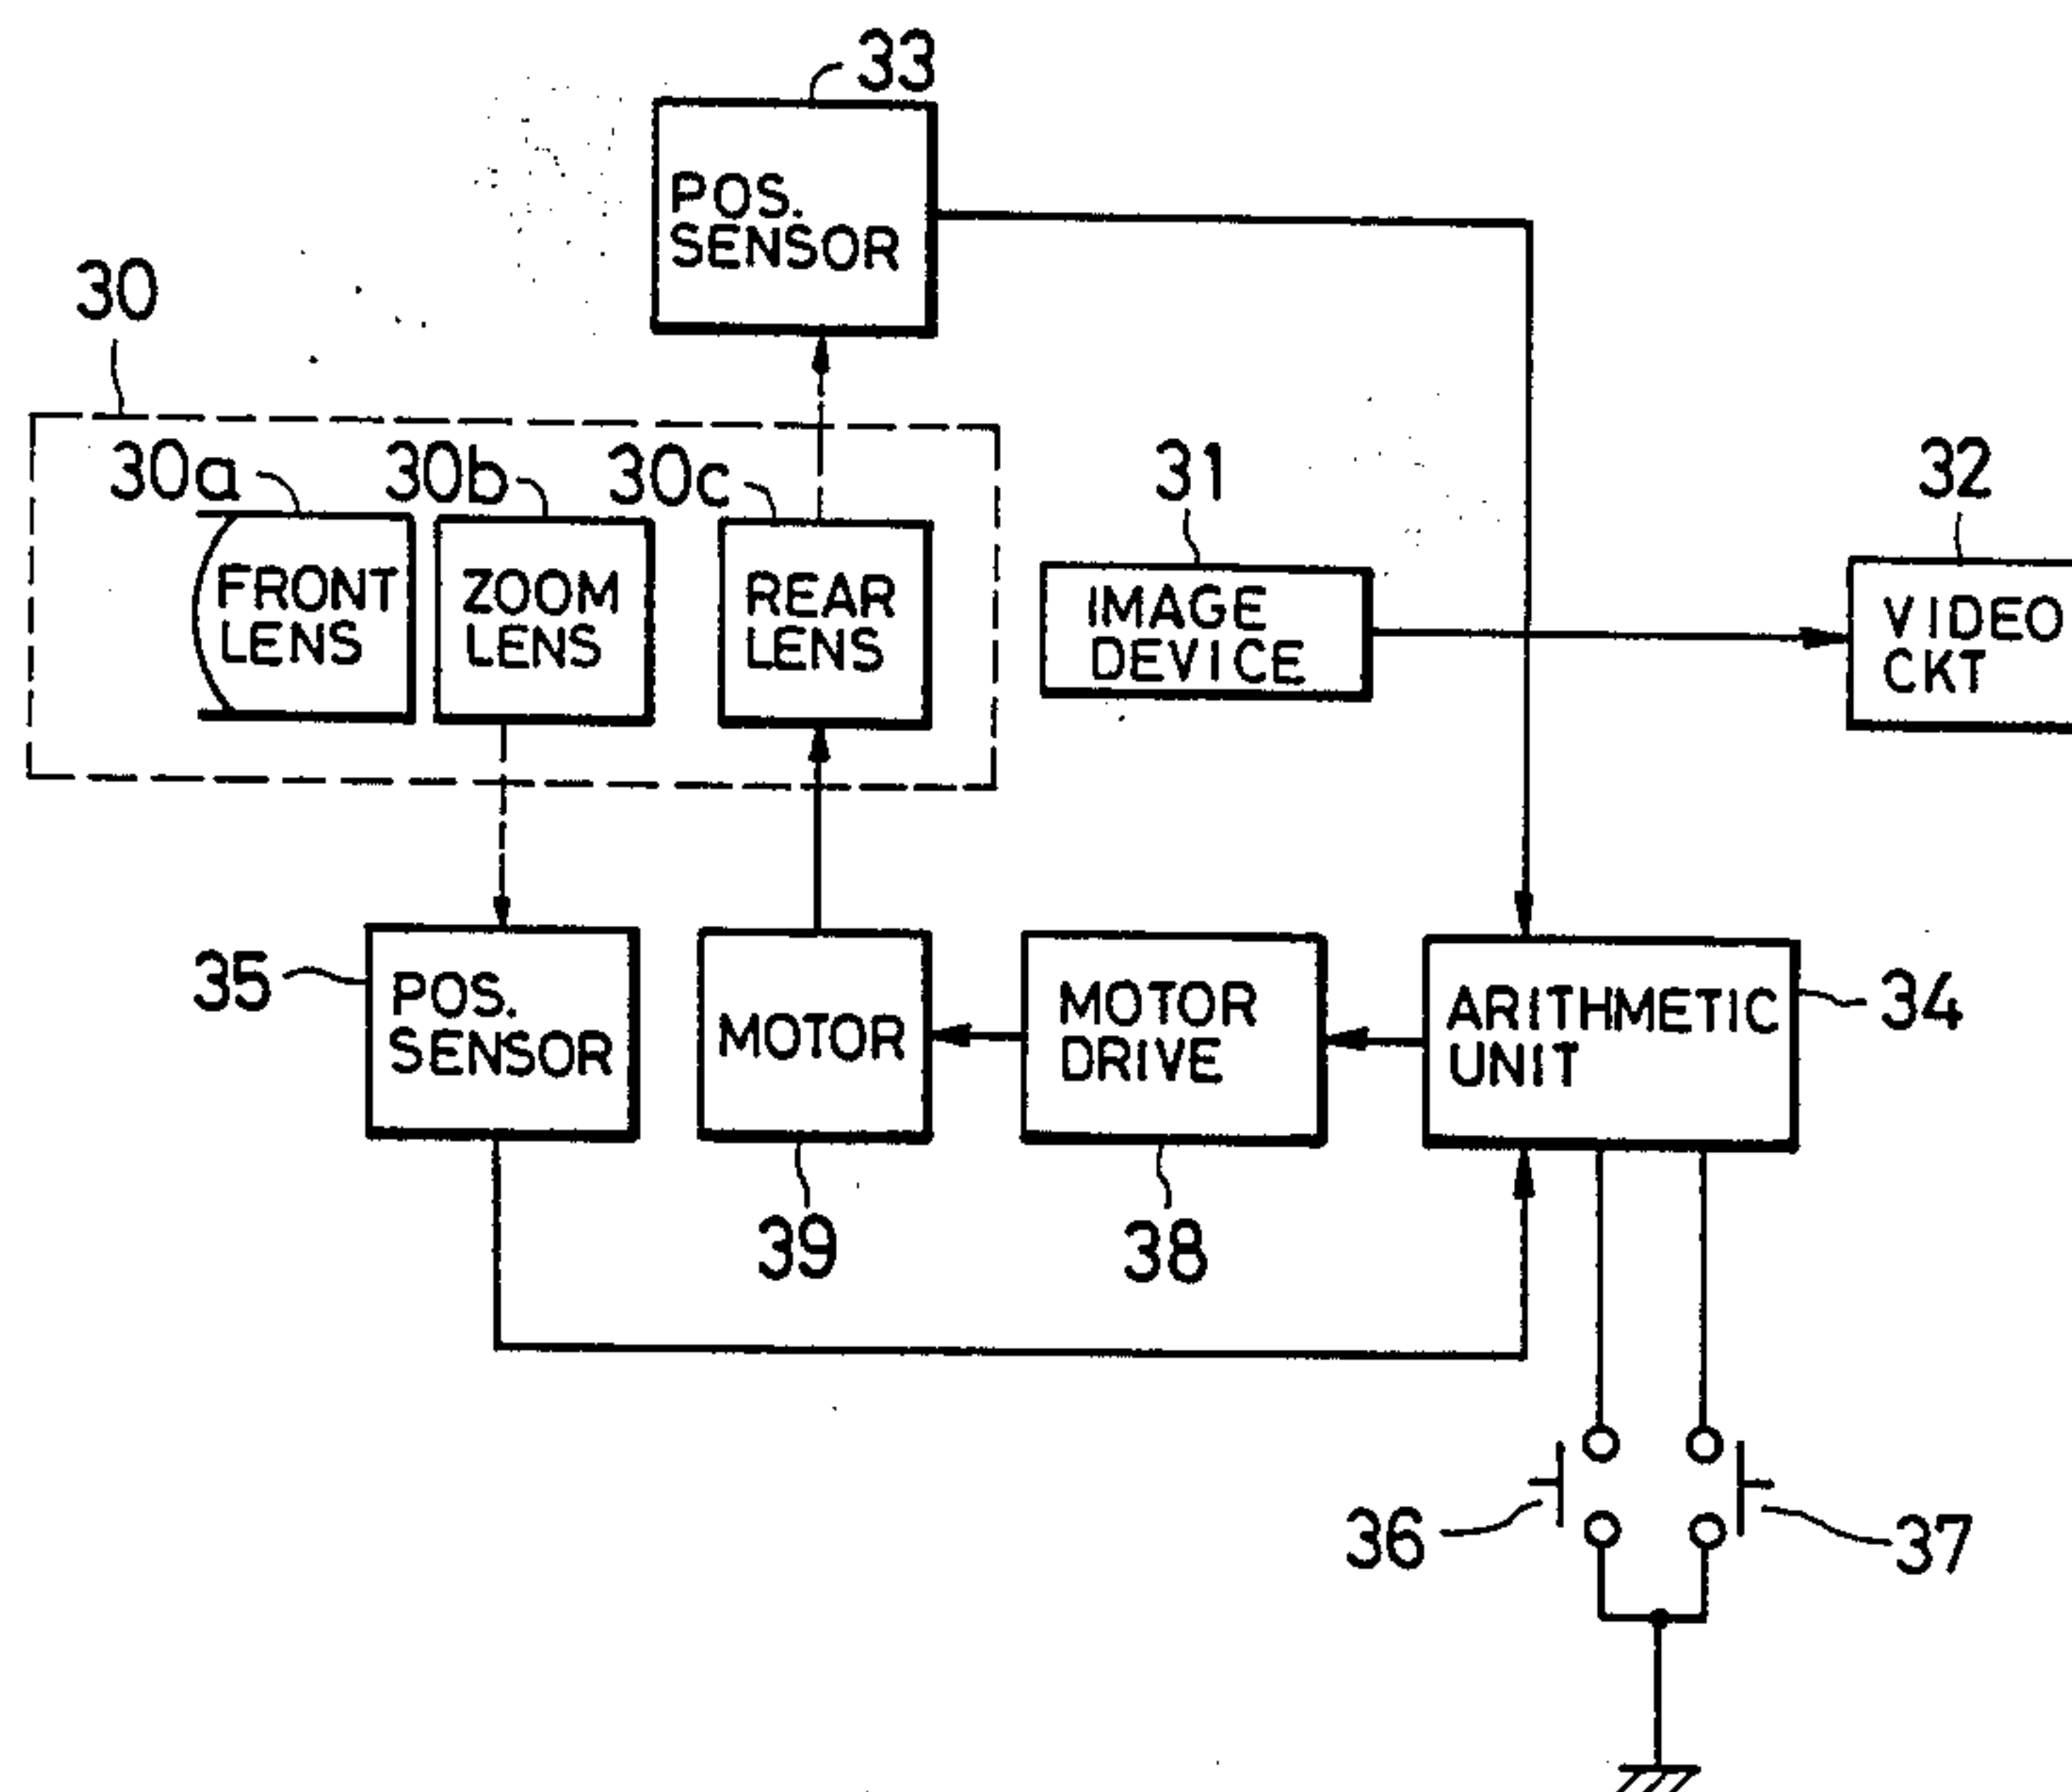 33
POS.
SENSOR
30
30a
30b
30c
31
32
FRONT
LENS
ZOOM
LENS
REAR
LENS
IMAGE
DEVICE
VIDEO
CKT
35
POS.
SENSOR
MOTOR
MOTOR
DRIVE
ARITHMETIC
UNIT
34
39
38
36
37